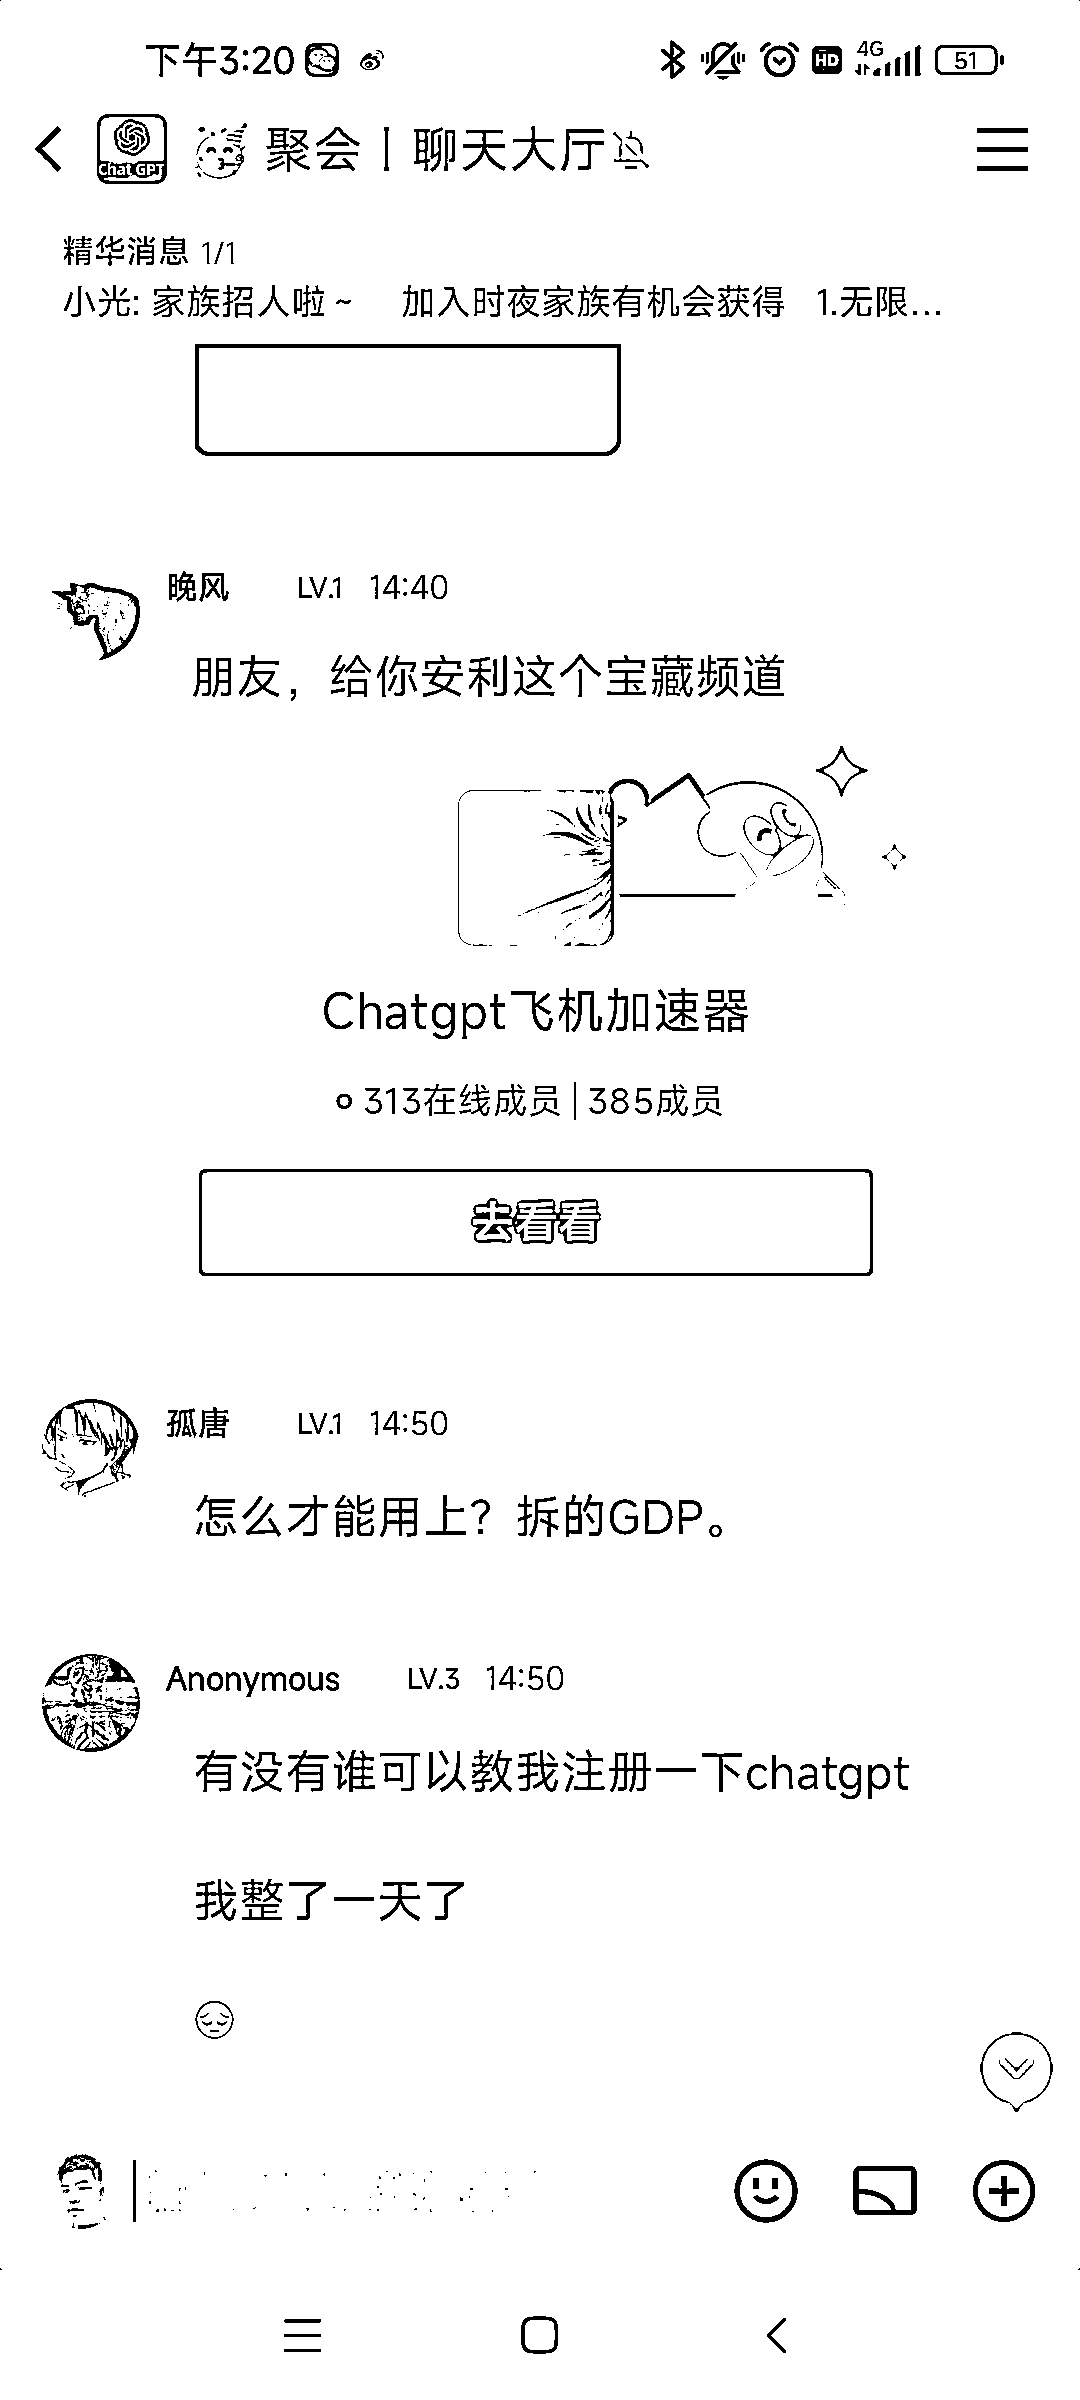 下午3:20 HD 4G 51
Chat GPT 聚会丨聊天大厅
精华消息 1/1
小光: 家族招人啦~ 加入时夜家族有机会获得 1.无限...
晚风 LV.1 14:40
朋友，给你安利这个宝藏频道
Chatgpt飞机加速器
313在线成员|385成员
去看看
孤唐 LV.1 14:50
怎么才能用上？拆的GDP。
Anonymous LV.3 14:50
有没有谁可以教我注册一下chatgpt
我整了一天了